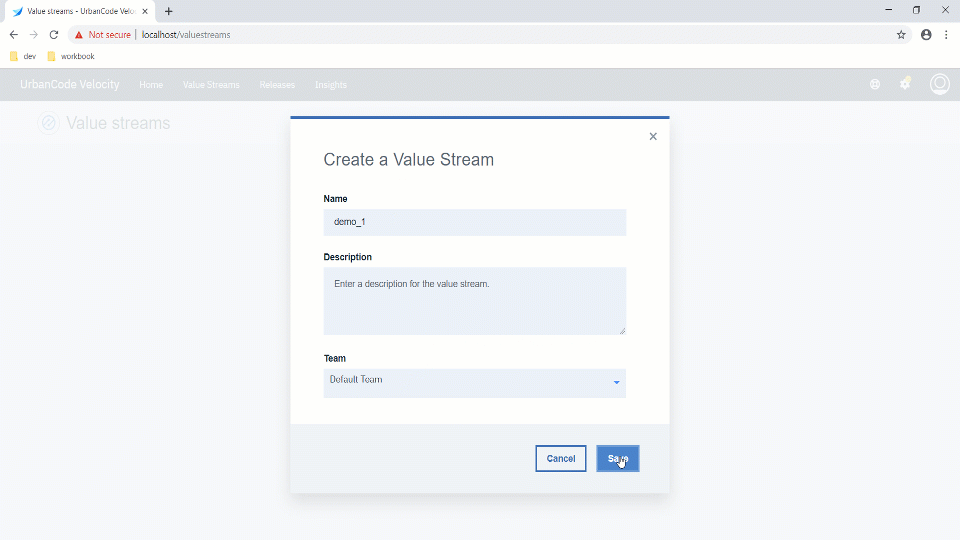 Value streams - UrbanCode Velo
Not secure
localhost/valuestreams
dev
workbook
UrbanCode Velocity
Home
Value Streams
Releases
Insights
Value streams
Create a Value Stream
Name
demo_1
Description
Enter a description for the value stream.
Team
Default Team
Cancel
Save